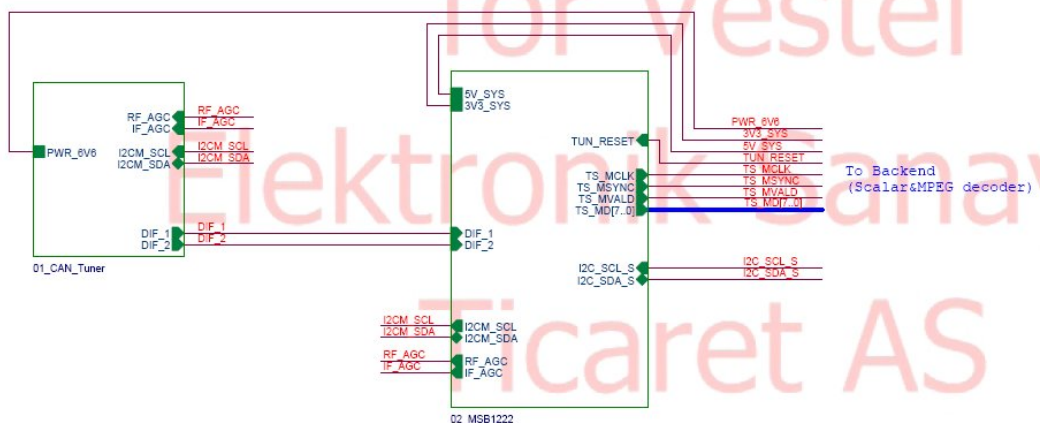 for Vestel
Elektronik Sanay
Ticaret AS
RF_AGC
IF_AGC
PWR_6V6
I2CM_SCL
I2CM_SDA
DIF_1
DIF_2
01_CAN_Tuner
RF_AGC
IF_AGC
I2CM_SCL
I2CM_SDA
DIF_1
DIF_2
I2CM_SCL
I2CM_SDA
RF_AGC
IF_AGC
5V_SYS
3V3_SYS
TUN_RESET
TS_MCLK
TS_MSYNC
TS_MVALD
TS_MD[7..0]
DIF_1
DIF_2
I2C_SCL_S
I2C_SDA_S
I2CM_SCL
I2CM_SDA
RF_AGC
IF_AGC
02_MSB1222
PWR_6V6
3V3_SYS
5V_SYS
TUN_RESET
TS_MCLK
TS_MSYNC
TS_MVALD
TS_MD[7..0]
To Backend
(Scalar&MPEG decoder)
I2C_SCL_S
I2C_SDA_S